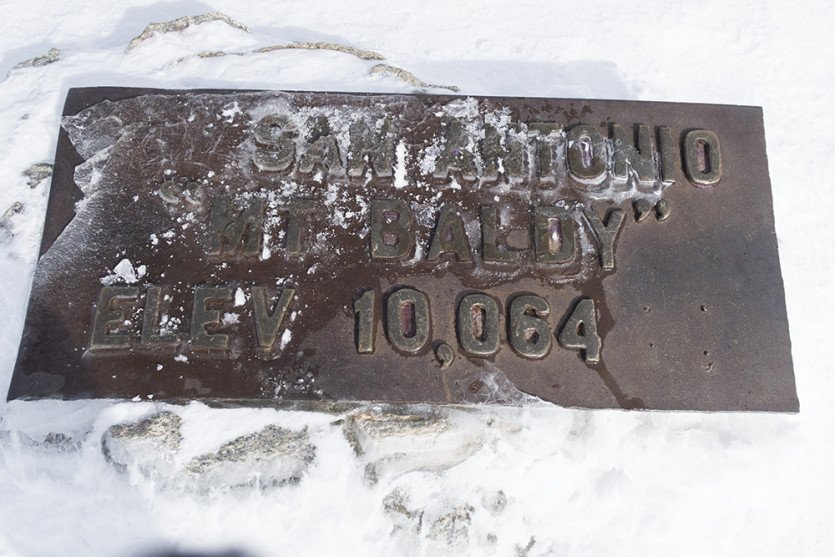 SAN ANTONIO
"MT BALDY"
ELEV 10,064